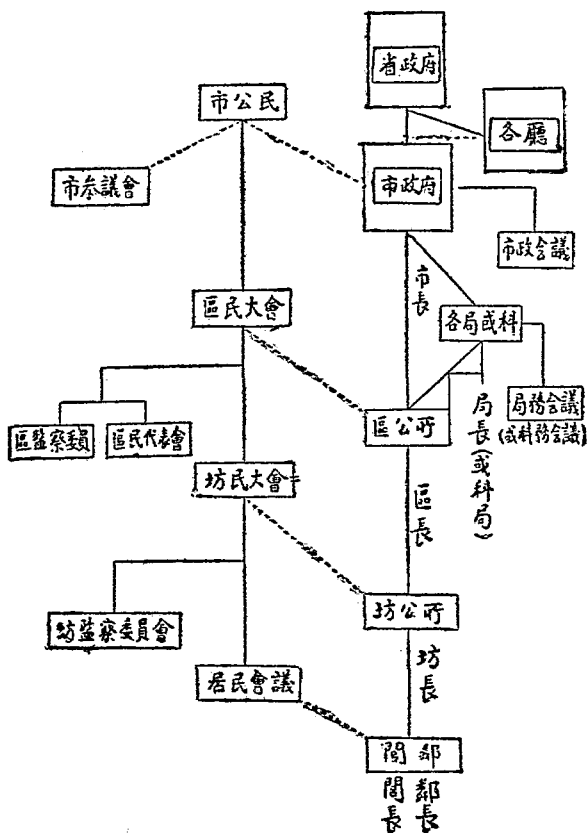 省政府
市公民
各廳
市参議會
市政府
市政会議
市長
區民大會
各局或科
區監察委員
區民代表會
區公所
局長(或科局)
局務会議
(或科務会議)
坊民大會
區長
坊監察委員會
坊公所
居民會議
坊長
閭鄰
閭長
鄰長